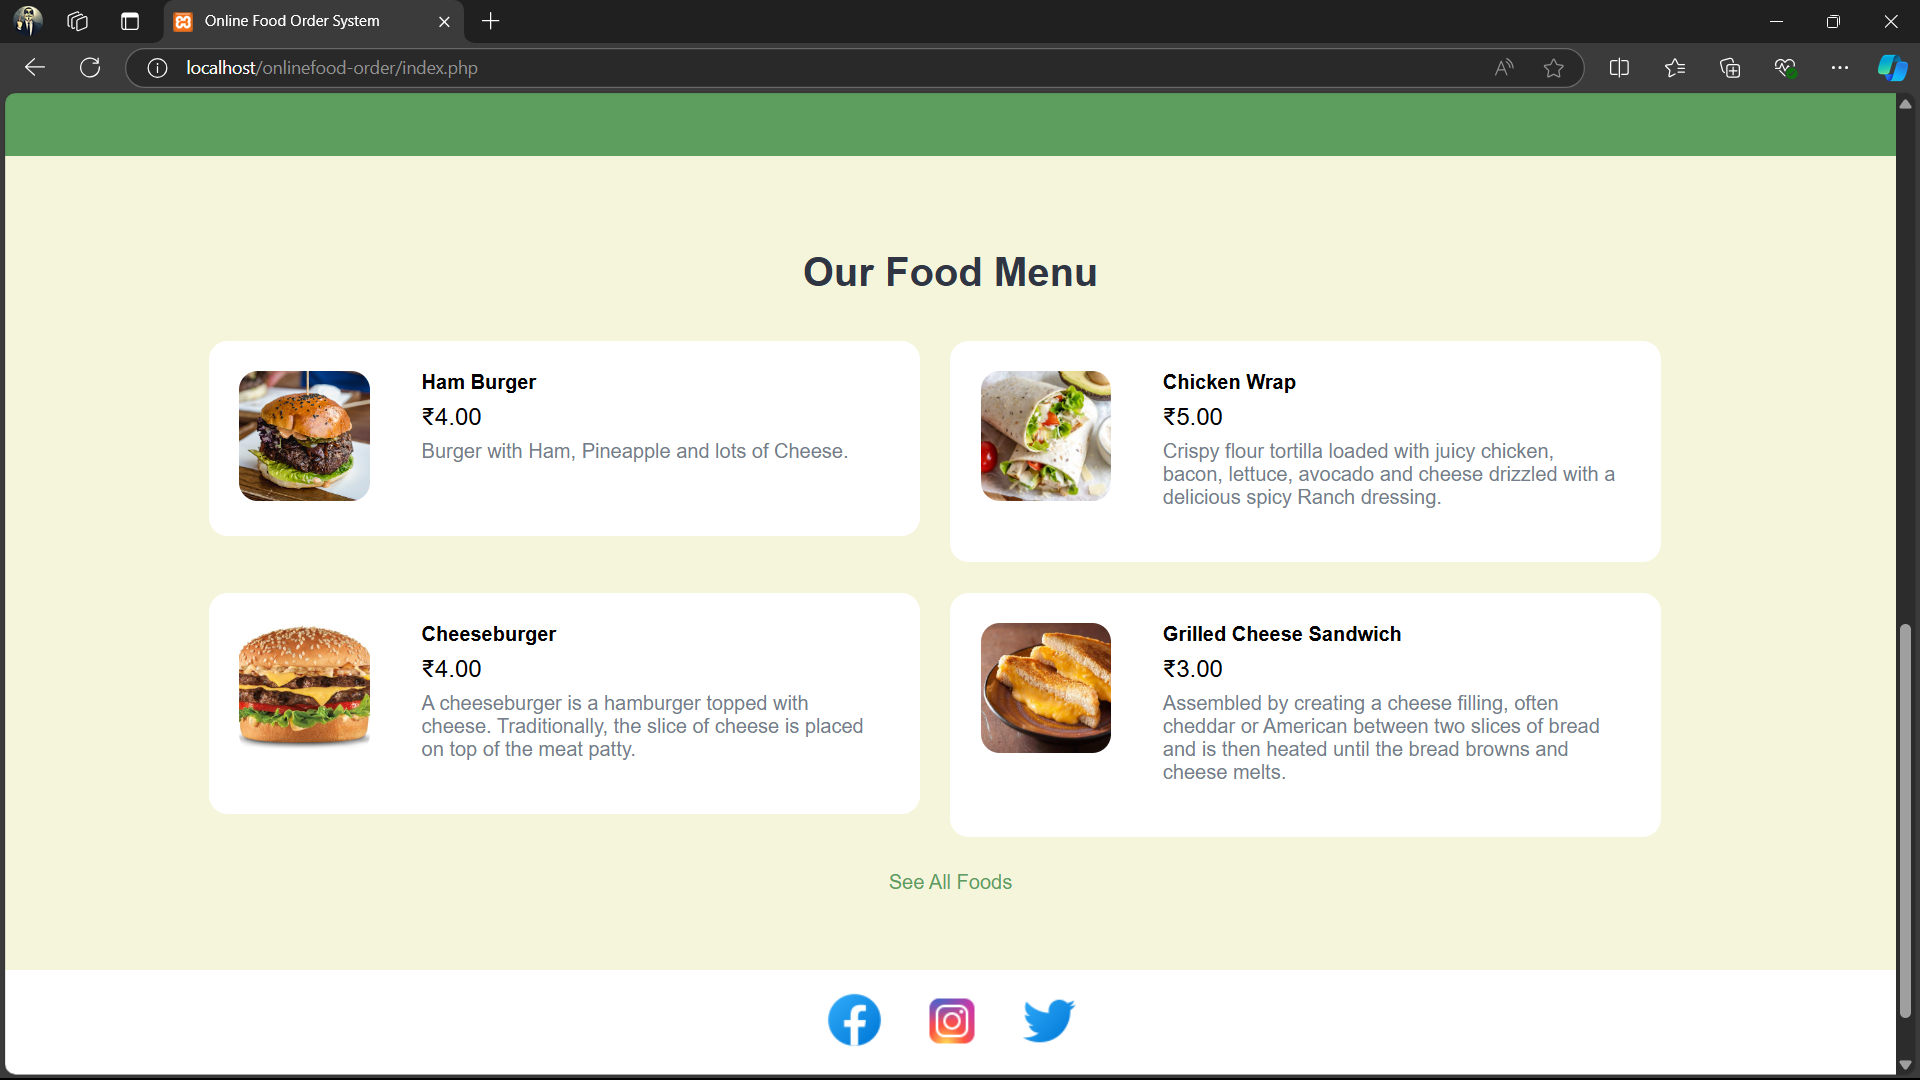 Online Food Order System
localhost/onlinefood-order/index.php
Our Food Menu
Ham Burger
₹4.00
Burger with Ham, Pineapple and lots of Cheese.
Chicken Wrap
₹5.00
Crispy flour tortilla loaded with juicy chicken,
bacon, lettuce, avocado and cheese drizzled with a
delicious spicy Ranch dressing.
Cheeseburger
₹4.00
A cheeseburger is a hamburger topped with
cheese. Traditionally, the slice of cheese is placed
on top of the meat patty.
Grilled Cheese Sandwich
₹3.00
Assembled by creating a cheese filling, often
cheddar or American between two slices of bread
and is then heated until the bread browns and
cheese melts.
See All Foods